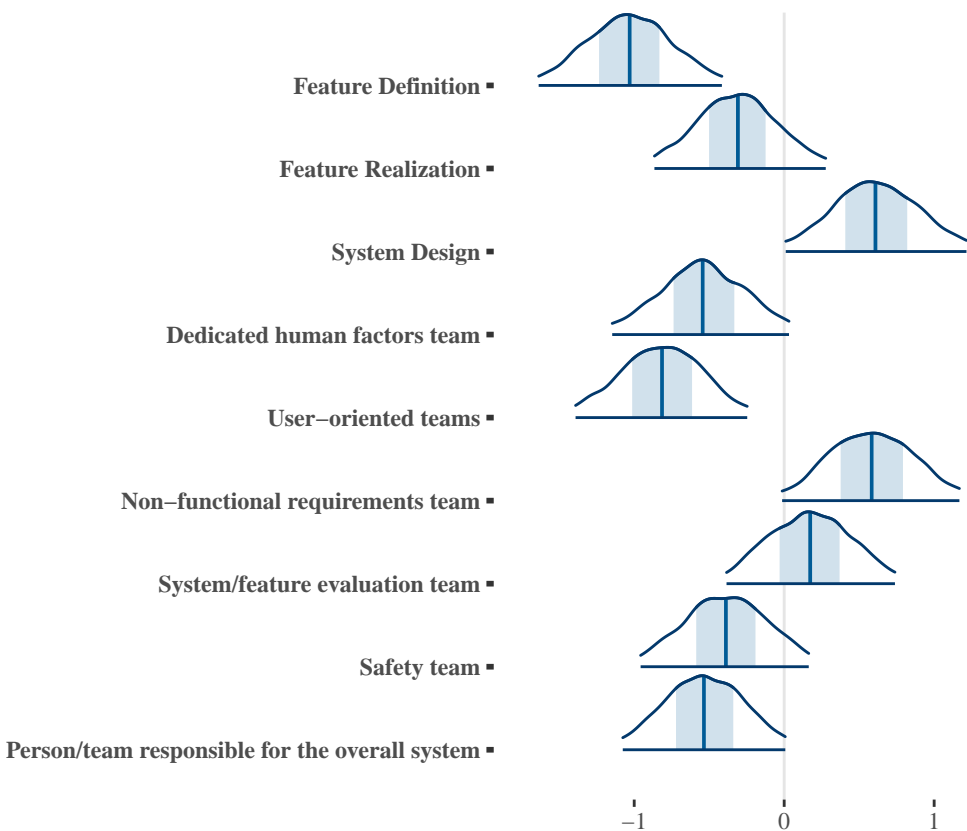 Feature Definition
Feature Realization
System Design
Dedicated human factors team
User−oriented teams
Non−functional requirements team
System/feature evaluation team
Safety team
Person/team responsible for the overall system
−1 0 1